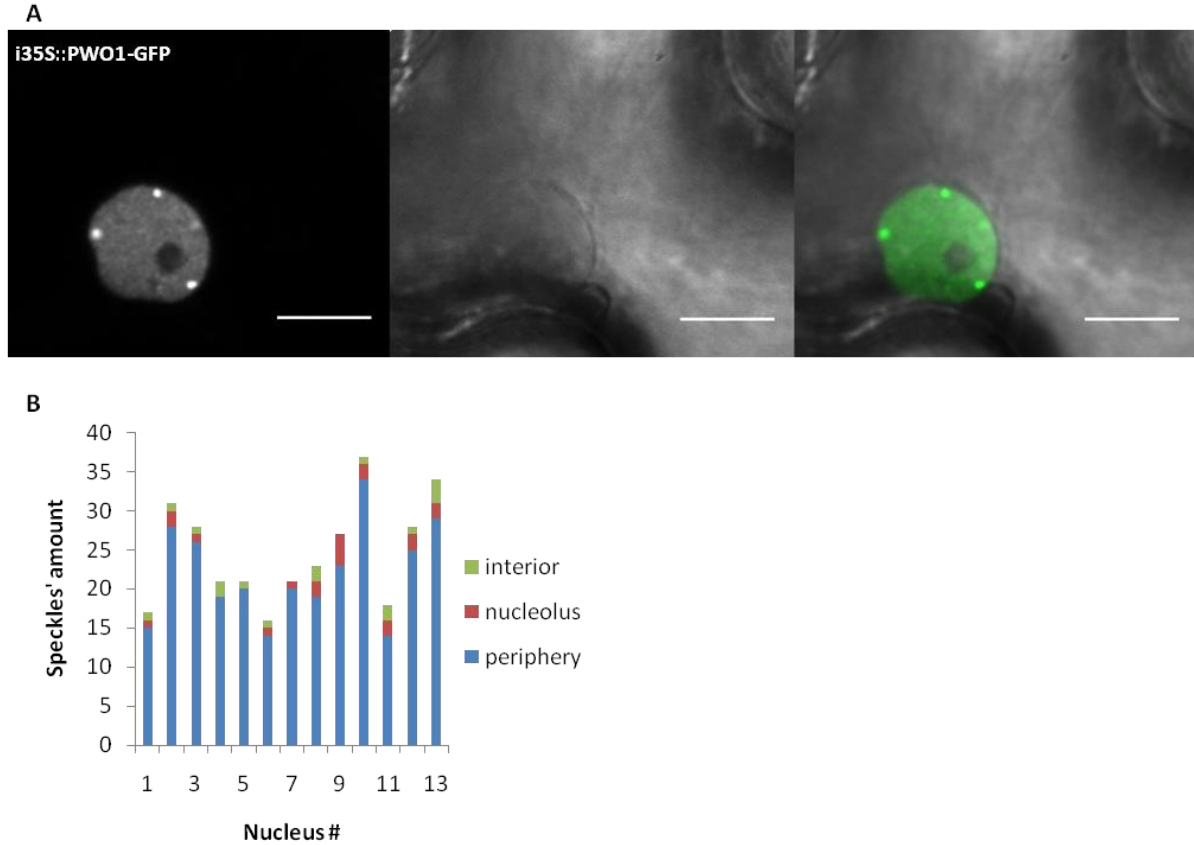 A
i35S::PWO1-GFP
B
Speckles' amount
40
35
30
25
20
15
10
5
0
1 3 5 7 9 11 13
Nucleus #
interior
nucleolus
periphery